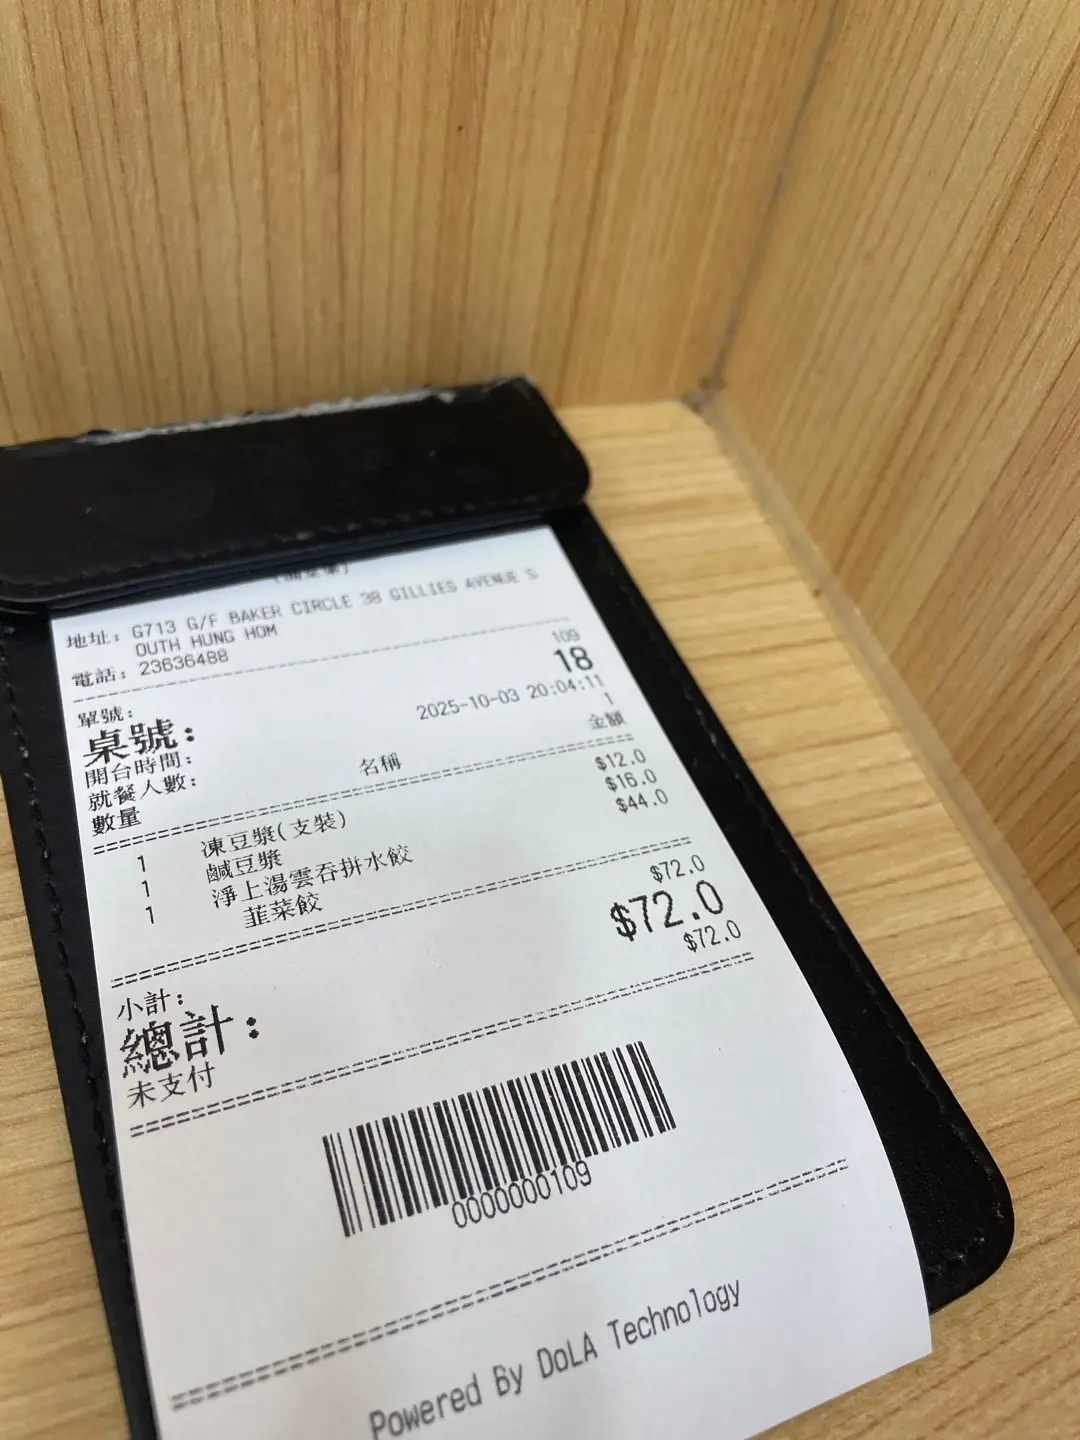 地址: G713 G/F BAKER CIRCLE 38 GILLIES AVENUE S
OUTH HUNG HOM
電話: 23636488
單號: 109
桌號: 18
開台時間: 2025-10-03 20:04:11
就餐人數: 1
數量 名稱 金額
1 凍豆漿(支裝) $12.0
1 鹹豆漿 $16.0
1 淨上湯雲吞拼水餃 $44.0
韮菜餃
小計: $72.0
總計: $72.0
未支付 $72.0
0000000109
Powered By DoLA Technology